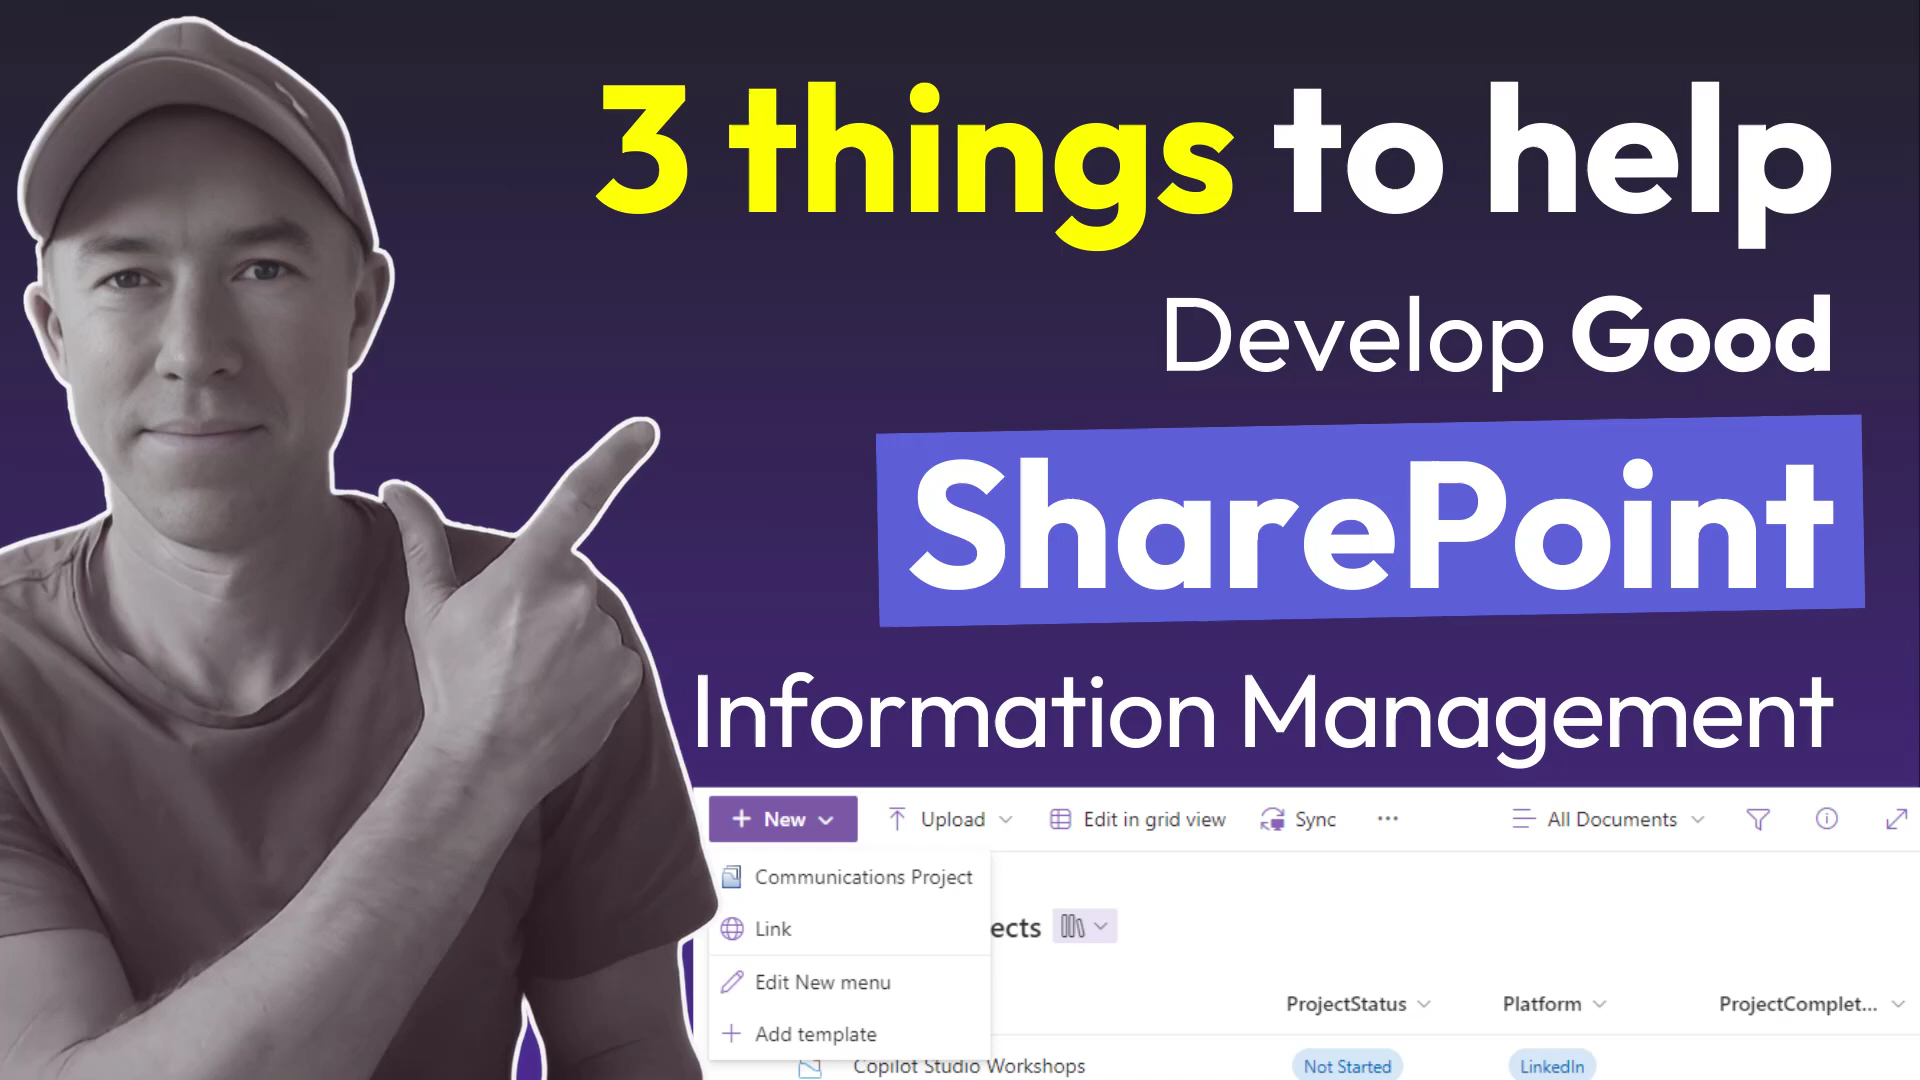 3 things to help
Develop Good
SharePoint
Information Management
New Upload Edit in grid view Sync ... All Documents
Communications Project
Link
ects
Edit New menu
ProjectStatus Platform ProjectComplet...
Add template
Copilot Studio Workshops Not Started LinkedIn